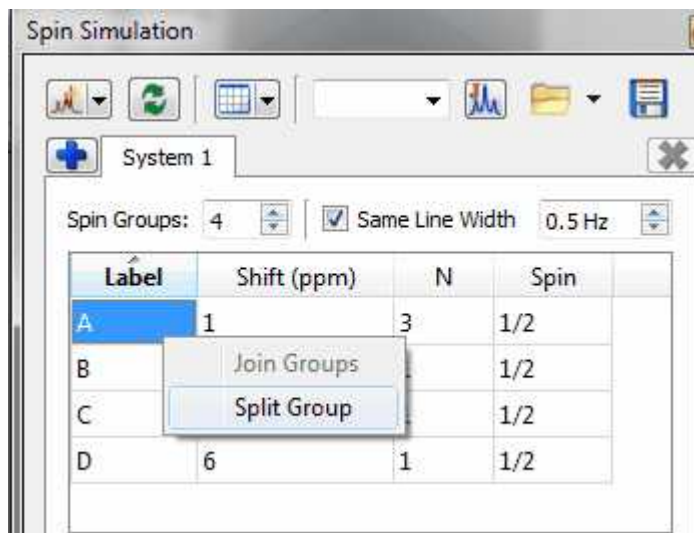 Spin Simulation
System 1
Spin Groups: 4 Same Line Width 0.5 Hz
Label Shift (ppm) N Spin
A 1 3 1/2
B 1/2
Join Groups
Split Group
C 1/2
D 6 1 1/2